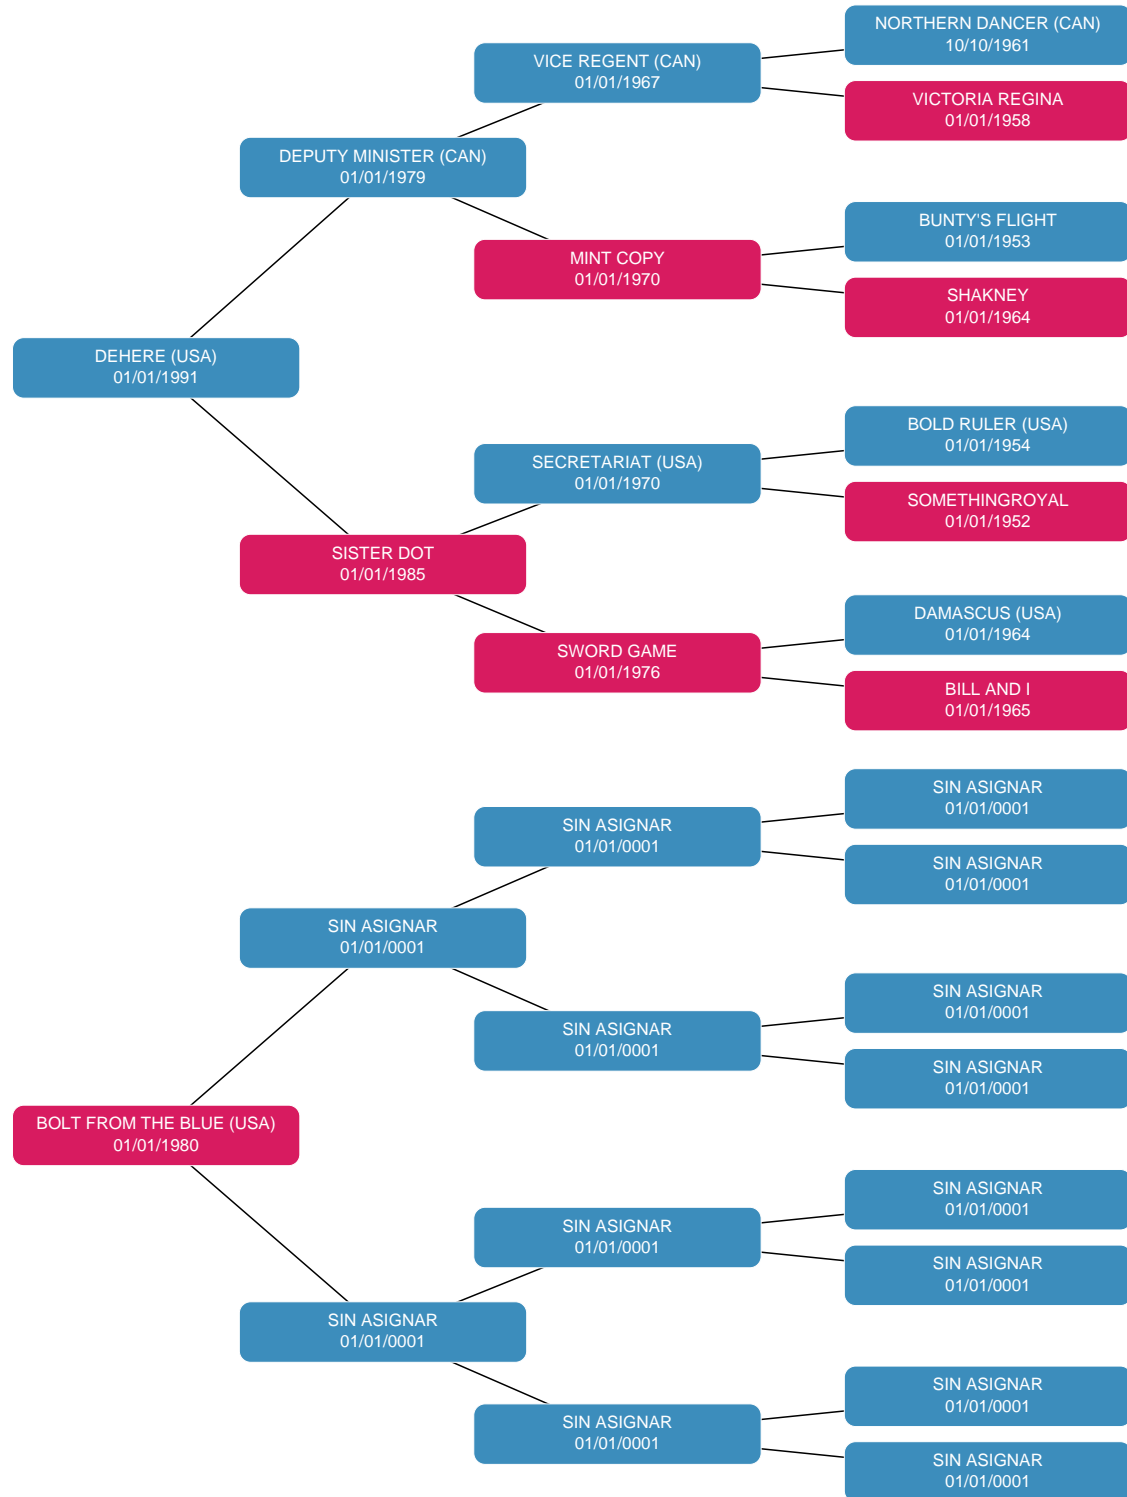 NORTHERN DANCER (CAN)
10/10/1961
VICE REGENT (CAN)
01/01/1967
VICTORIA REGINA
01/01/1958
DEPUTY MINISTER (CAN)
01/01/1979
BUNTY'S FLIGHT
01/01/1953
MINT COPY
01/01/1970
SHAKNEY
01/01/1964
DEHERE (USA)
01/01/1991
BOLD RULER (USA)
01/01/1954
SECRETARIAT (USA)
01/01/1970
SOMETHINGROYAL
01/01/1952
SISTER DOT
01/01/1985
DAMASCUS (USA)
01/01/1964
SWORD GAME
01/01/1976
BILL AND I
01/01/1965
SIN ASIGNAR
01/01/0001
SIN ASIGNAR
01/01/0001
SIN ASIGNAR
01/01/0001
SIN ASIGNAR
01/01/0001
SIN ASIGNAR
01/01/0001
SIN ASIGNAR
01/01/0001
SIN ASIGNAR
01/01/0001
BOLT FROM THE BLUE (USA)
01/01/1980
SIN ASIGNAR
01/01/0001
SIN ASIGNAR
01/01/0001
SIN ASIGNAR
01/01/0001
SIN ASIGNAR
01/01/0001
SIN ASIGNAR
01/01/0001
SIN ASIGNAR
01/01/0001
SIN ASIGNAR
01/01/0001